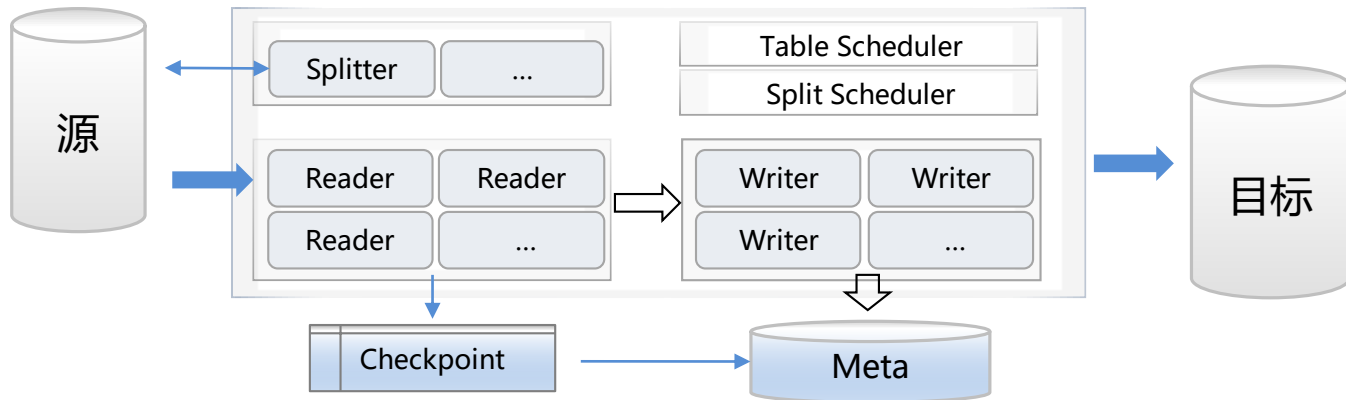 源
Splitter
...
Table Scheduler
Split Scheduler
Reader
Reader
Reader
...
Writer
Writer
Writer
...
目标
Checkpoint
Meta